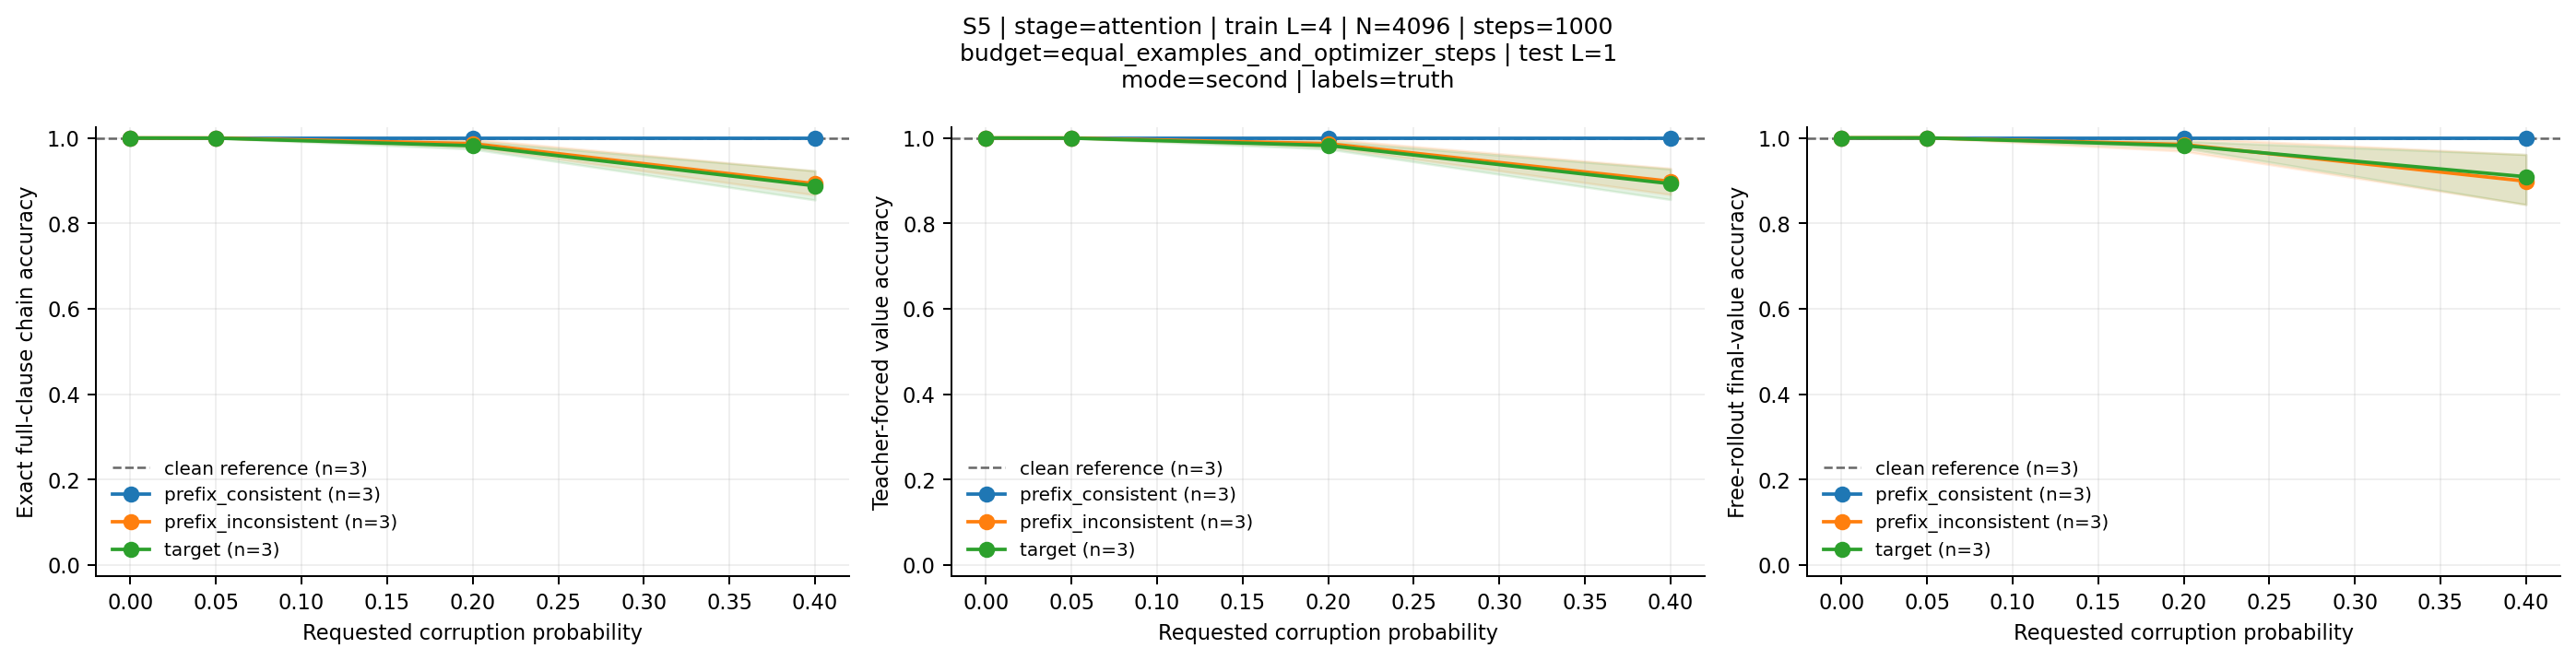 S5 | stage=attention | train L=4 | N=4096 | steps=1000
budget=equal_examples_and_optimizer_steps | test L=1
mode=second | labels=truth
Exact full-clause chain accuracy
1.0
0.8
0.6
0.4
0.2
0.0
clean reference (n=3)
prefix_consistent (n=3)
prefix_inconsistent (n=3)
target (n=3)
0.00 0.05 0.10 0.15 0.20 0.25 0.30 0.35 0.40
Requested corruption probability
Teacher-forced value accuracy
1.0
0.8
0.6
0.4
0.2
0.0
clean reference (n=3)
prefix_consistent (n=3)
prefix_inconsistent (n=3)
target (n=3)
0.00 0.05 0.10 0.15 0.20 0.25 0.30 0.35 0.40
Requested corruption probability
Free-rollout final-value accuracy
1.0
0.8
0.6
0.4
0.2
0.0
clean reference (n=3)
prefix_consistent (n=3)
prefix_inconsistent (n=3)
target (n=3)
0.00 0.05 0.10 0.15 0.20 0.25 0.30 0.35 0.40
Requested corruption probability